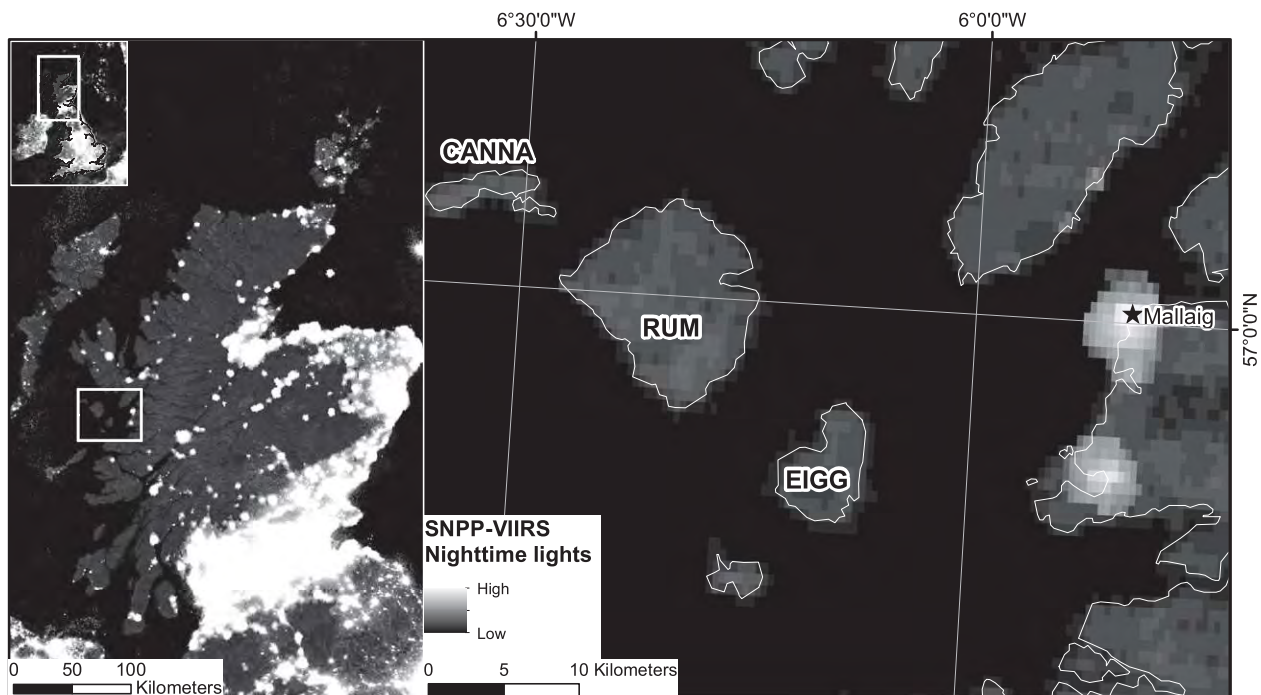 6°30'0"W
6°0'0"W
CANNA
RUM
Mallaig
57°0'0"N
EIGG
SNPP-VIIRS
Nighttime lights
High
Low
0 50 100
Kilometers
0 5 10 Kilometers